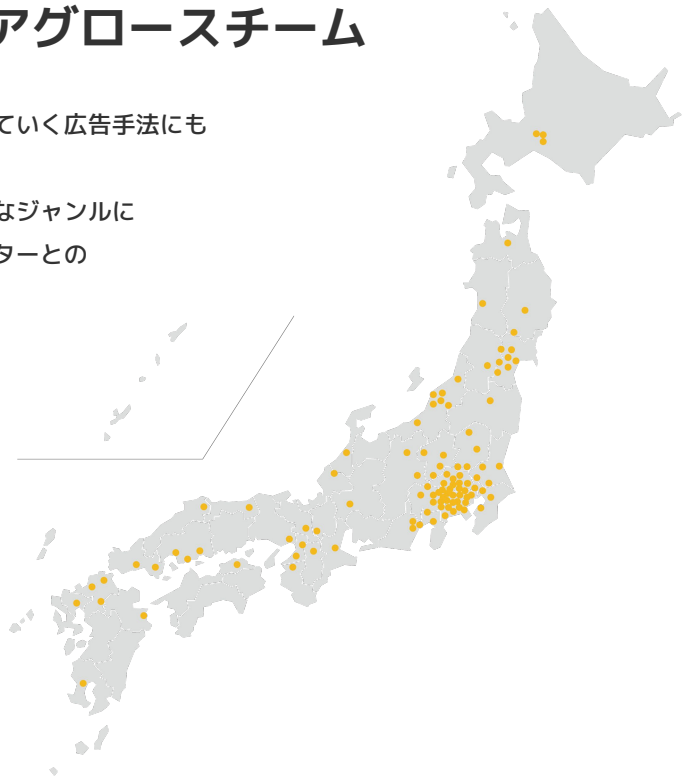 アグロースチーム
ていく広告手法にも
なジャンルに
ターとの